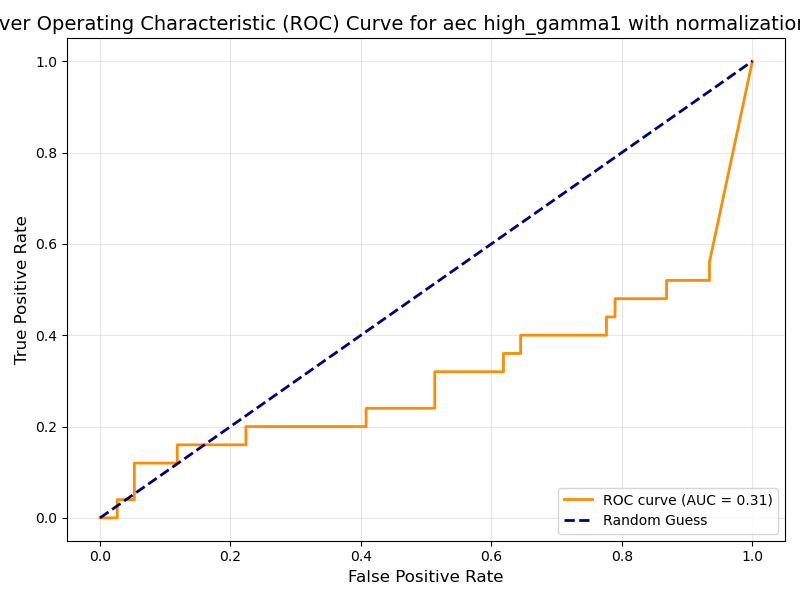 ver Operating Characteristic (ROC) Curve for aec high_gamma1 with normalization
1.0
0.8
0.6
0.4
0.2
0.0
True Positive Rate
ROC curve (AUC = 0.31)
Random Guess
0.0 0.2 0.4 0.6 0.8 1.0
False Positive Rate